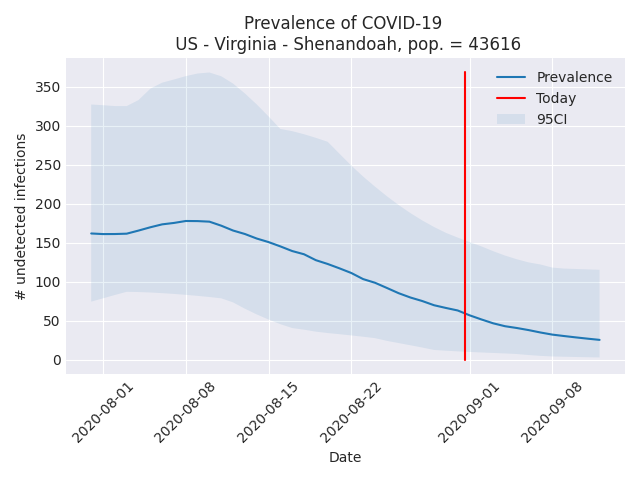 Prevalence of COVID-19
US - Virginia - Shenandoah, pop. = 43616
# undetected infections
350
300
250
200
150
100
50
0
Prevalence
Today
95CI
2020-08-01
2020-08-08
2020-08-15
2020-08-22
2020-09-01
2020-09-08
Date